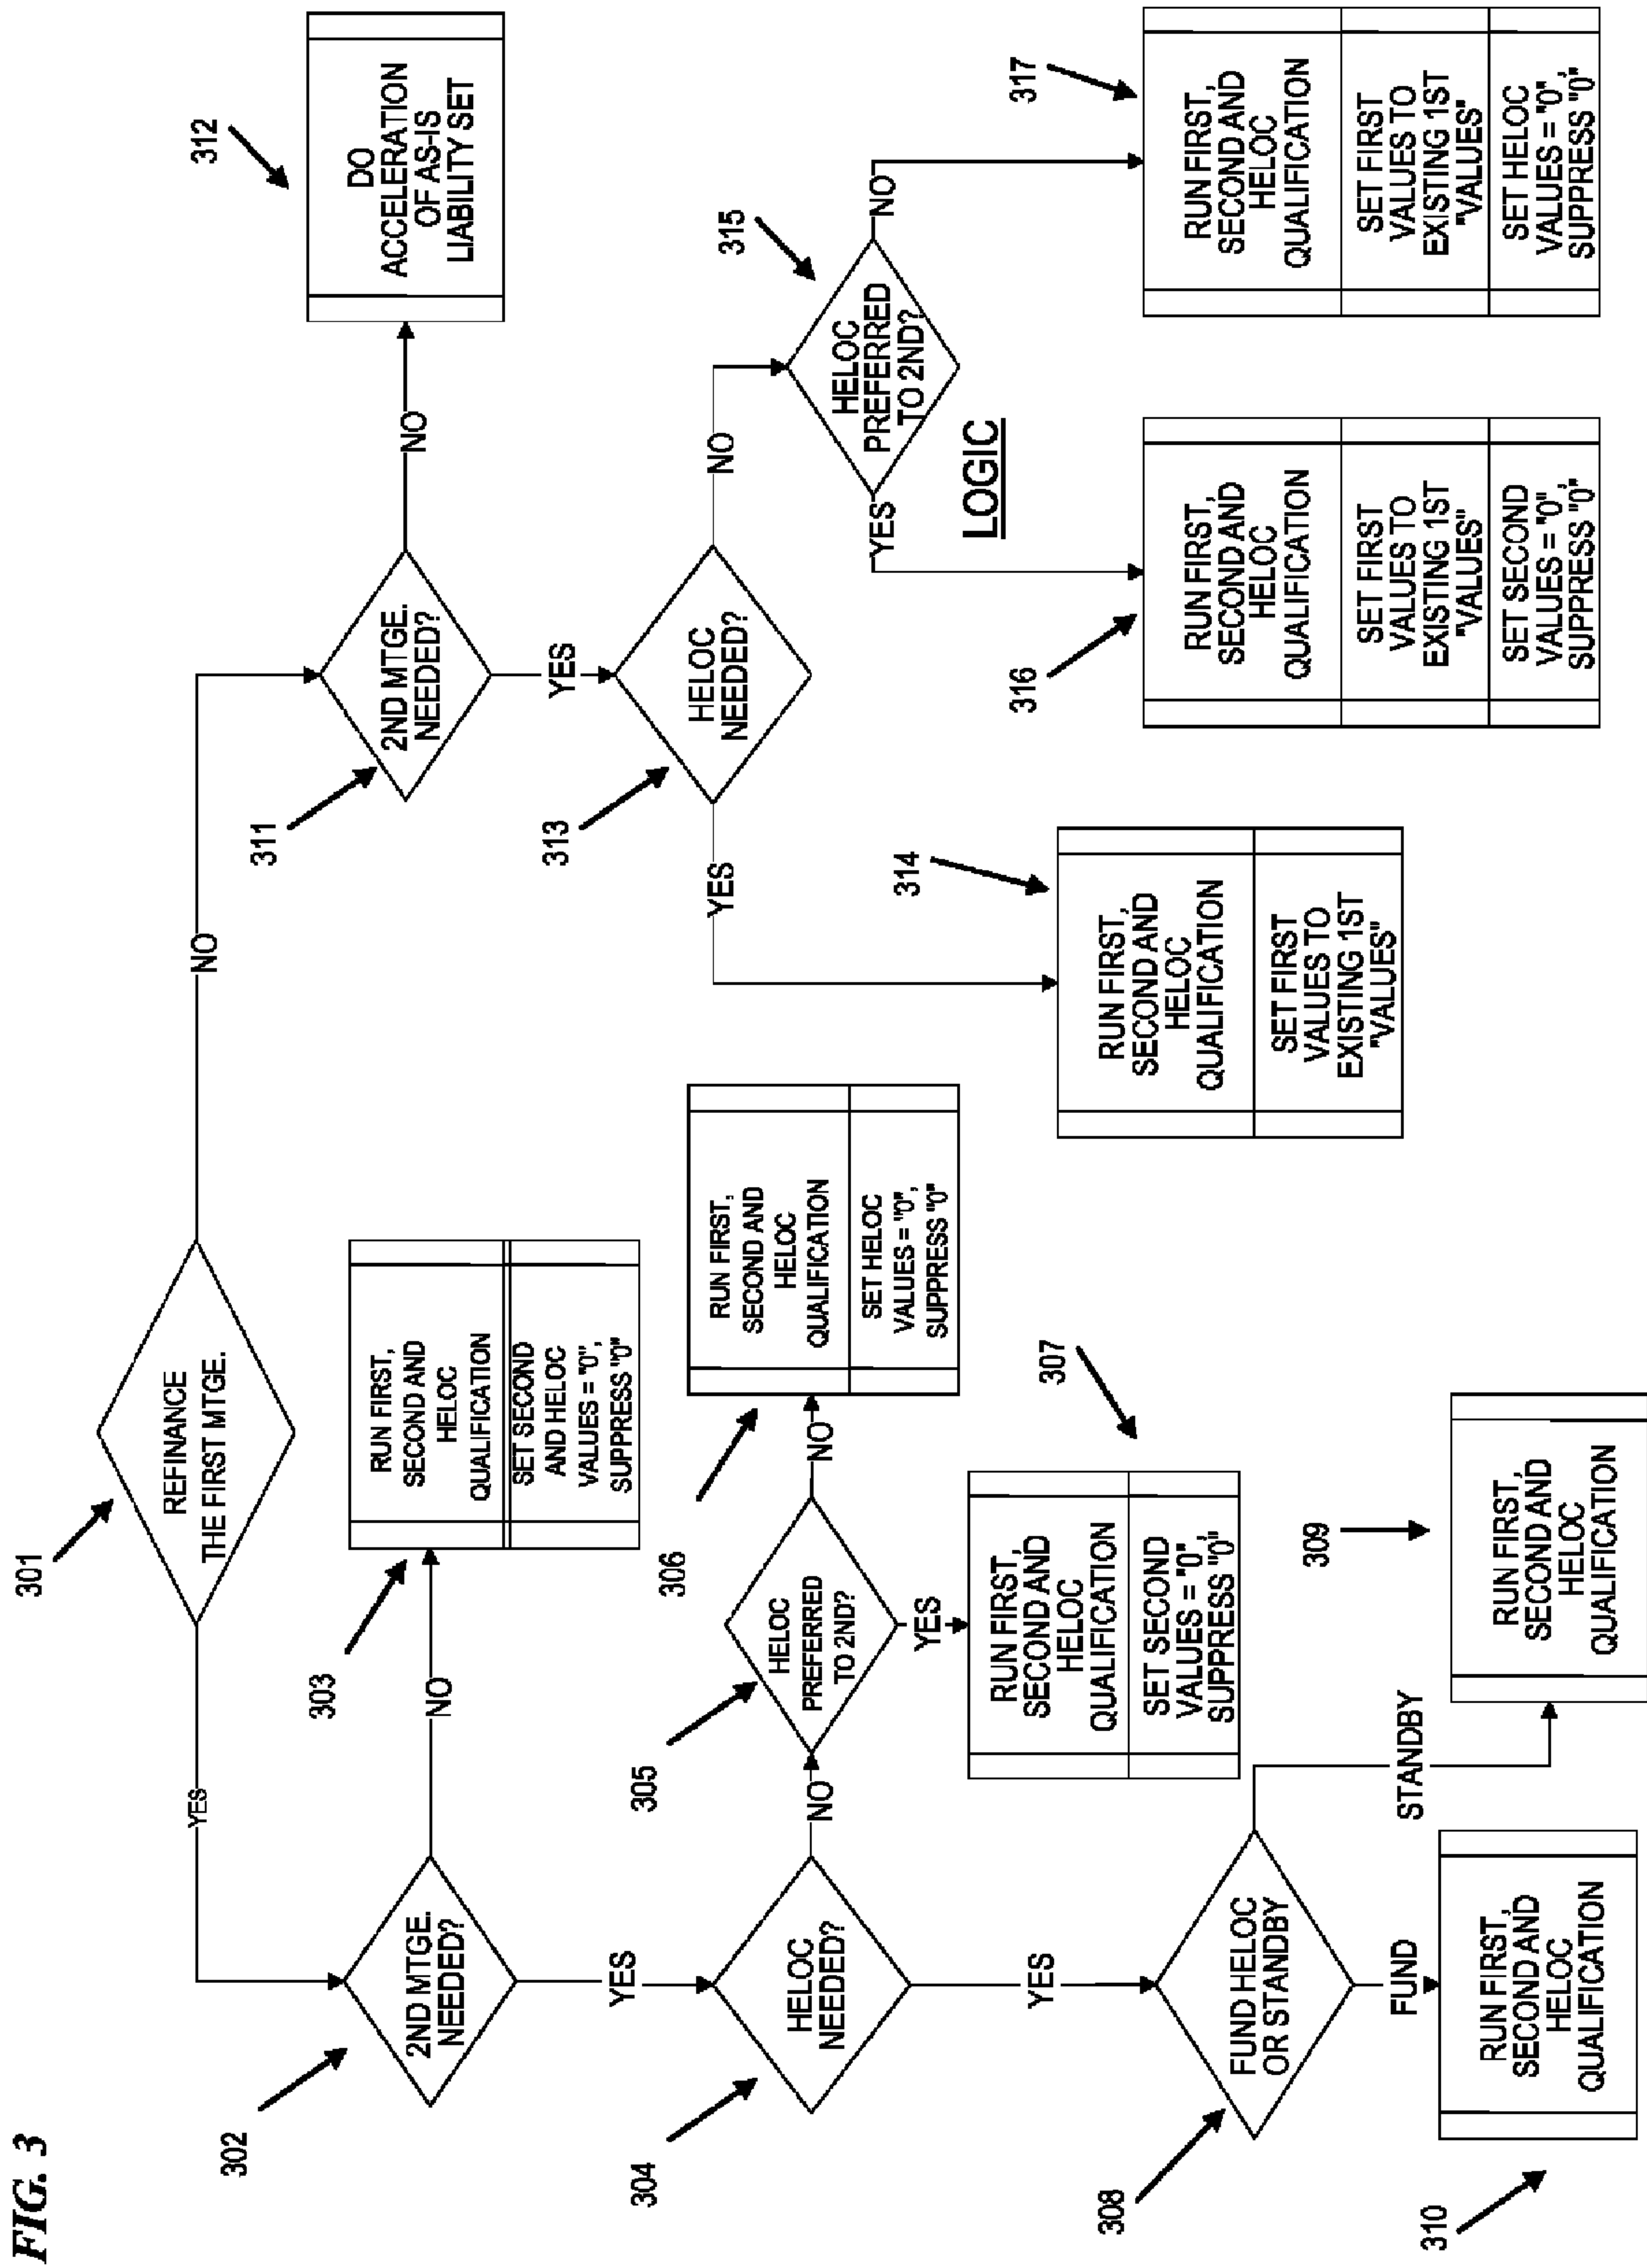 FIG. 3
301
REFINANCE
THE FIRST MTGE.
YES
NO
302
2ND MTGE.
NEEDED?
NO
303
RUN FIRST,
SECOND AND
HELOC
QUALIFICATION
SET SECOND
AND HELOC
VALUES = "0",
SUPPRESS "0"
YES
304
HELOC
NEEDED?
NO
305
HELOC
PREFERRED
TO 2ND?
NO
306
RUN FIRST,
SECOND AND
HELOC
QUALIFICATION
SET HELOC
VALUES = "0",
SUPPRESS "0"
YES
307
RUN FIRST,
SECOND AND
HELOC
QUALIFICATION
SET SECOND
VALUES = "0",
SUPPRESS "0"
YES
308
FUND HELOC
OR STANDBY
STANDBY
309
RUN FIRST,
SECOND AND
HELOC
QUALIFICATION
FUND
310
RUN FIRST,
SECOND AND
HELOC
QUALIFICATION
311
2ND MTGE.
NEEDED?
NO
312
DO
ACCELERATION
OF AS-IS
LIABILITY SET
YES
313
HELOC
NEEDED?
YES
314
RUN FIRST,
SECOND AND
HELOC
QUALIFICATION
SET FIRST
VALUES TO
EXISTING 1ST
"VALUES"
NO
315
HELOC
PREFERRED
TO 2ND?
YES
NO
LOGIC
316
RUN FIRST,
SECOND AND
HELOC
QUALIFICATION
SET FIRST
VALUES TO
EXISTING 1ST
"VALUES"
SET SECOND
VALUES = "0",
SUPPRESS "0"
317
RUN FIRST,
SECOND AND
HELOC
QUALIFICATION
SET FIRST
VALUES TO
EXISTING 1ST
"VALUES"
SET HELOC
VALUES = "0",
SUPPRESS "0"